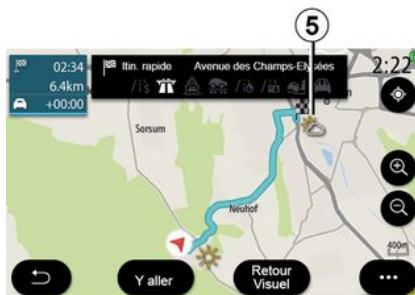 5
02:34
6.4km
+00:00
Itin. rapide Avenue des Champs-Elysées
2:22
Sorsum
Neuhof
400m
Y aller
Retour
Visuel